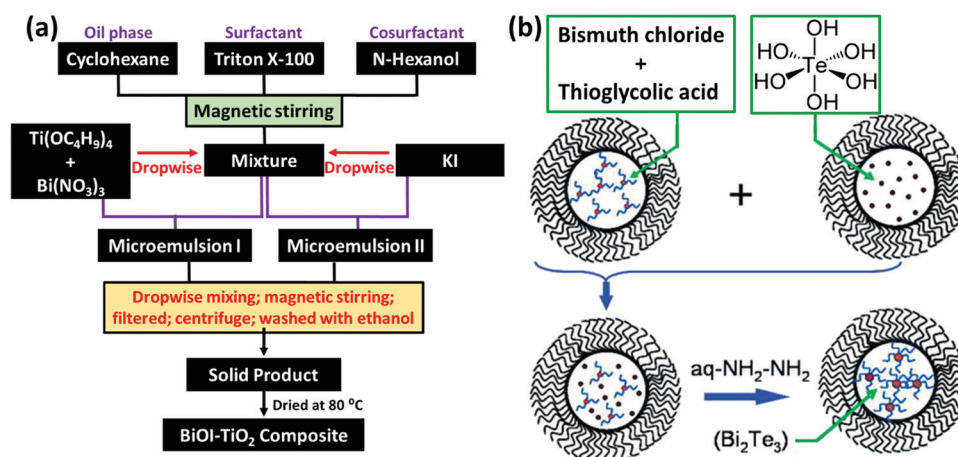 (a)
Oil phase
Surfactant
Cosurfactant
Cyclohexane
Triton X-100
N-Hexanol
Magnetic stirring
Ti(OC₄H₉)₄
+
Bi(NO₃)₃
Dropwise
Mixture
Dropwise
KI
Microemulsion I
Microemulsion II
Dropwise mixing; magnetic stirring;
filtered; centrifuge; washed with ethanol
Solid Product
Dried at 80 ⁰C
BiOI-TiO₂ Composite
(b)
Bismuth chloride
+
Thioglycolic acid
OH
HO
OH
Te
HO
OH
OH
+
aq-NH₂-NH₂
(Bi₂Te₃)